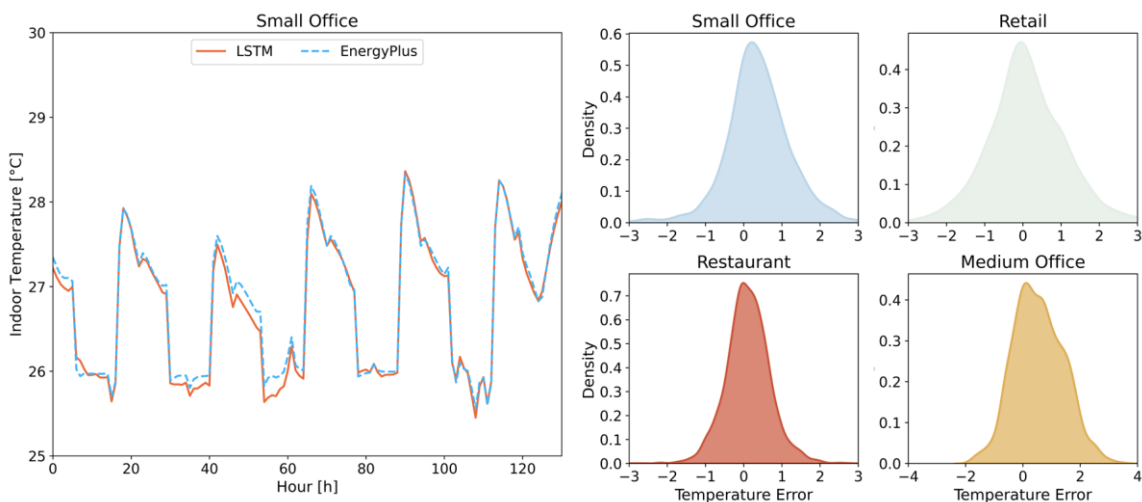 Small Office
LSTM
EnergyPlus
Indoor Temperature [°C]
30
29
28
27
26
25
0
20
40
60
80
100
120
Hour [h]
Small Office
Density
0.6
0.5
0.4
0.3
0.2
0.1
0.0
−3 −2 −1 0 1 2 3
Retail
0.4
0.3
0.2
0.1
0.0
−3 −2 −1 0 1 2 3
Restaurant
Density
0.7
0.6
0.5
0.4
0.3
0.2
0.1
0.0
−3 −2 −1 0 1 2 3
Temperature Error
Medium Office
0.4
0.3
0.2
0.1
0.0
−4 −2 0 2 4
Temperature Error